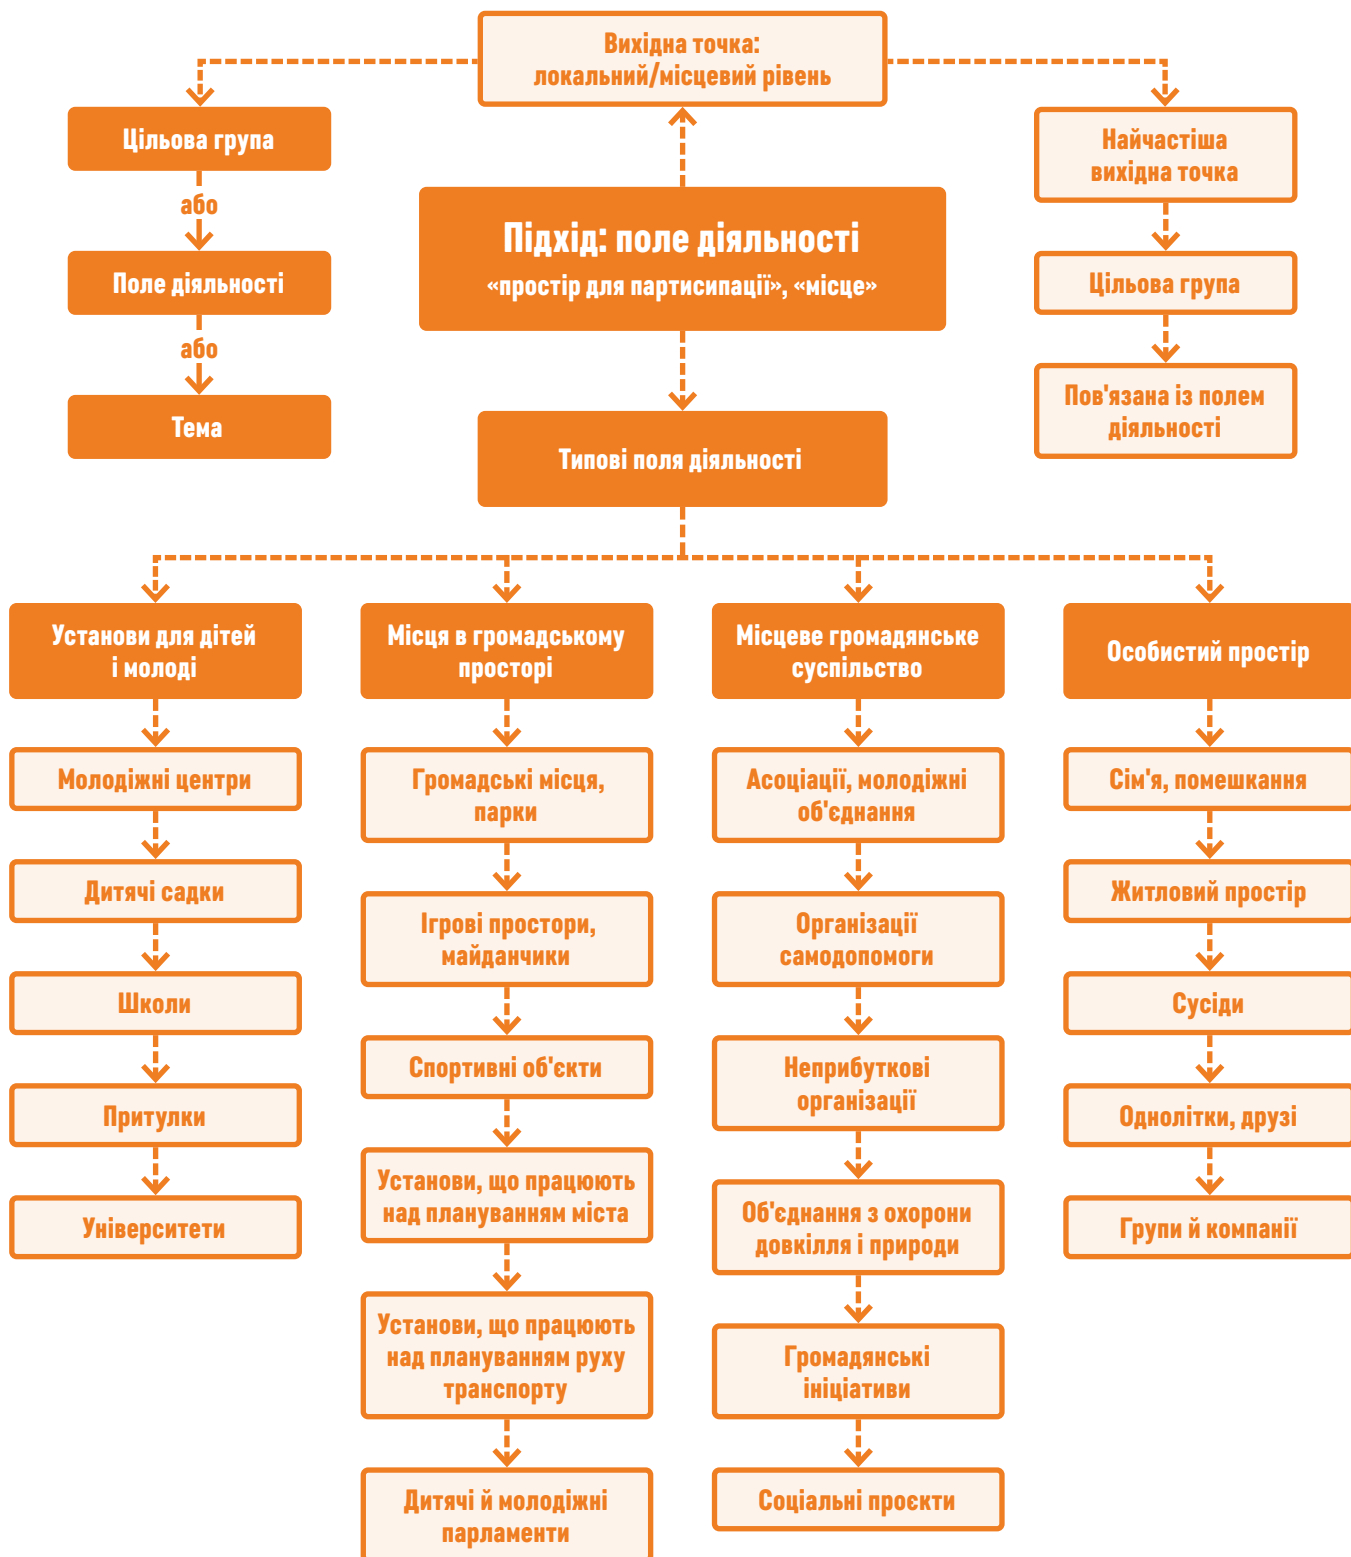 Вихідна точка:
локальний/місцевий рівень
Цільова група
або
Поле діяльності
або
Тема
Підхід: поле діяльності
«простір для партисипації», «місце»
Найчастіша
вихідна точка
Цільова група
Пов'язана із полем
діяльності
Типові поля діяльності
Установи для дітей
і молоді
Молодіжні центри
Дитячі садки
Школи
Притулки
Університети
Місця в громадському
просторі
Громадські місця,
парки
Ігрові простори,
майданчики
Спортивні об'єкти
Установи, що працюють
над плануванням міста
Установи, що працюють
над плануванням руху
транспорту
Дитячі й молодіжні
парламенти
Місцеве громадянське
суспільство
Асоціації, молодіжні
об'єднання
Організації
самодопомоги
Неприбуткові
організації
Об'єднання з охорони
довкілля і природи
Громадянські
ініціативи
Соціальні проєкти
Особистий простір
Сім'я, помешкання
Житловий простір
Сусіди
Однолітки, друзі
Групи й компанії